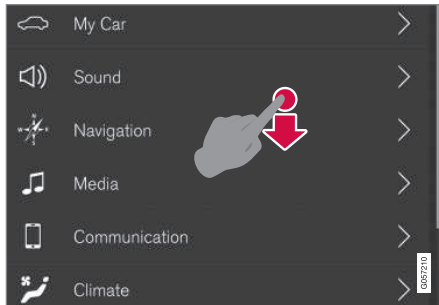 My Car
Sound
Navigation
Media
Communication
Climate
G057210